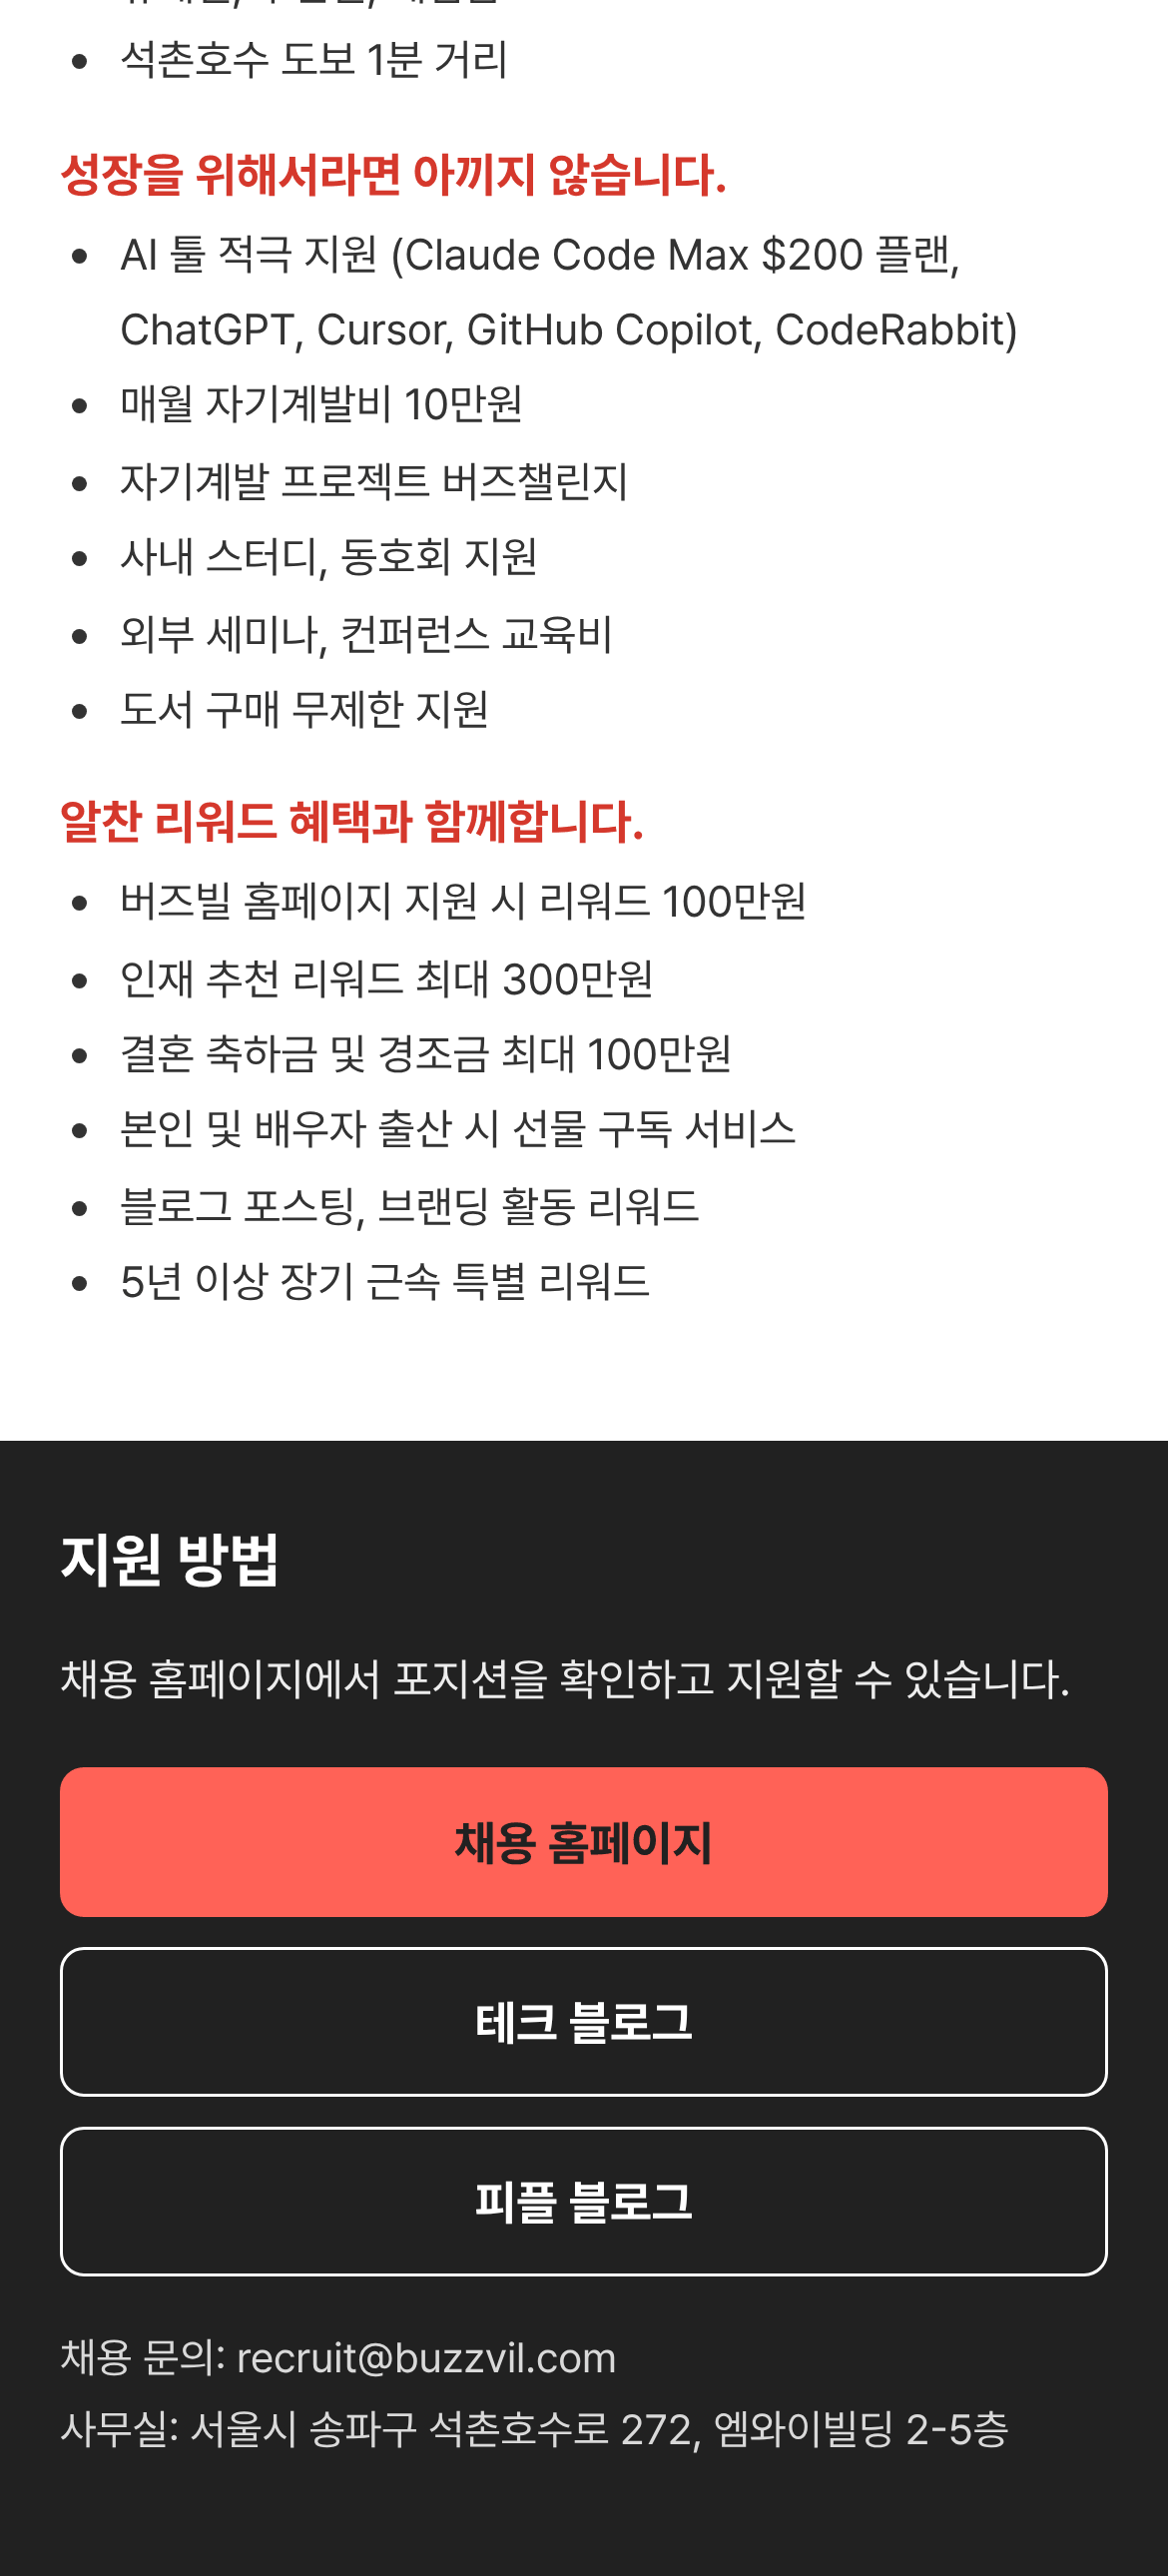 석촌호수 도보 1분 거리
성장을 위해서라면 아끼지 않습니다.
AI 툴 적극 지원 (Claude Code Max $200 플랜,
ChatGPT, Cursor, GitHub Copilot, CodeRabbit)
매월 자기계발비 10만원
자기계발 프로젝트 버즈챌린지
사내 스터디, 동호회 지원
외부 세미나, 컨퍼런스 교육비
도서 구매 무제한 지원
알찬 리워드 혜택과 함께합니다.
버즈빌 홈페이지 지원 시 리워드 100만원
인재 추천 리워드 최대 300만원
결혼 축하금 및 경조금 최대 100만원
본인 및 배우자 출산 시 선물 구독 서비스
블로그 포스팅, 브랜딩 활동 리워드
5년 이상 장기 근속 특별 리워드
지원 방법
채용 홈페이지에서 포지션을 확인하고 지원할 수 있습니다.
채용 홈페이지
테크 블로그
피플 블로그
채용 문의: recruit@buzzvil.com
사무실: 서울시 송파구 석촌호수로 272, 엠와이빌딩 2-5층